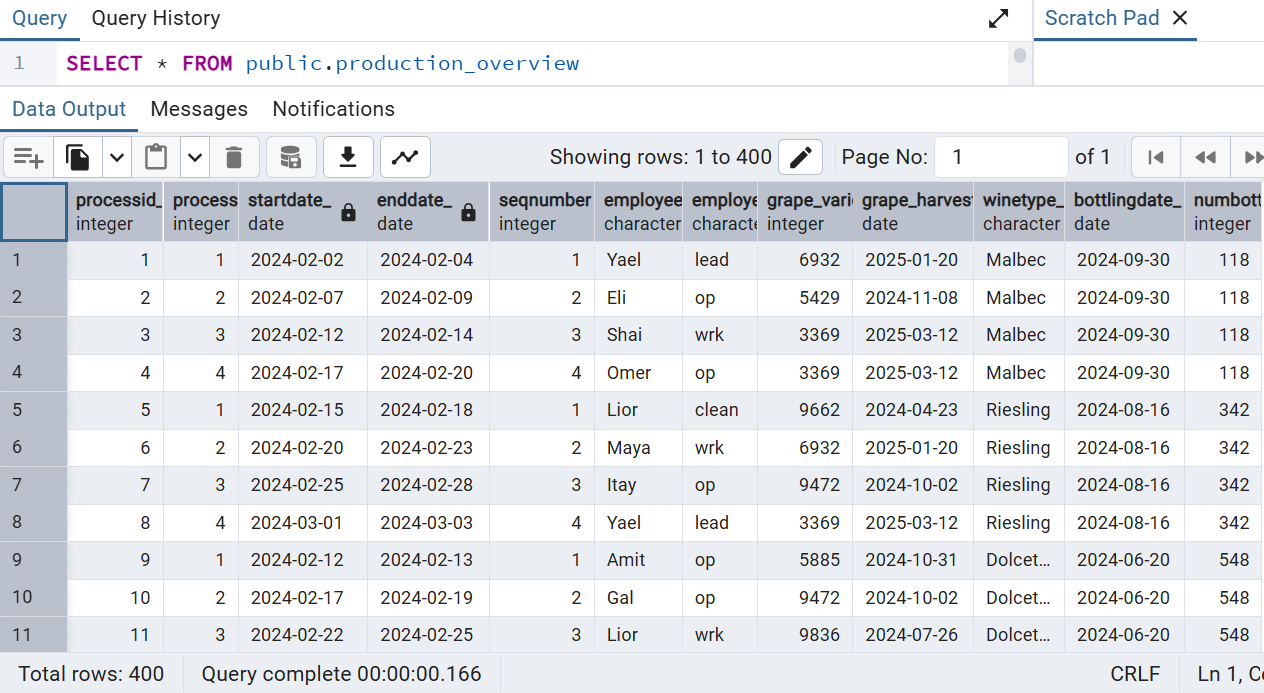 Query Query History Scratch Pad
1 SELECT * FROM public.production_overview
Data Output Messages Notifications
Showing rows: 1 to 400 Page No: 1 of 1
processid_ process startdate_ enddate_ seqnumber employee employe grape_vari grape_harvest winetype_ bottlingdate_ numbott
integer integer date date integer character characte integer date character date integer
1 1 1 2024-02-02 2024-02-04 1 Yael lead 6932 2025-01-20 Malbec 2024-09-30 118
2 2 2 2024-02-07 2024-02-09 2 Eli op 5429 2024-11-08 Malbec 2024-09-30 118
3 3 3 2024-02-12 2024-02-14 3 Shai wrk 3369 2025-03-12 Malbec 2024-09-30 118
4 4 4 2024-02-17 2024-02-20 4 Omer op 3369 2025-03-12 Malbec 2024-09-30 118
5 5 1 2024-02-15 2024-02-18 1 Lior clean 9662 2024-04-23 Riesling 2024-08-16 342
6 6 2 2024-02-20 2024-02-23 2 Maya wrk 6932 2025-01-20 Riesling 2024-08-16 342
7 7 3 2024-02-25 2024-02-28 3 Itay op 9472 2024-10-02 Riesling 2024-08-16 342
8 8 4 2024-03-01 2024-03-03 4 Yael lead 3369 2025-03-12 Riesling 2024-08-16 342
9 9 1 2024-02-12 2024-02-13 1 Amit op 5885 2024-10-31 Dolcet... 2024-06-20 548
10 10 2 2024-02-17 2024-02-19 2 Gal op 9472 2024-10-02 Dolcet... 2024-06-20 548
11 11 3 2024-02-22 2024-02-25 3 Lior wrk 9836 2024-07-26 Dolcet... 2024-06-20 548
Total rows: 400 Query complete 00:00:00.166 CRLF Ln 1, Co